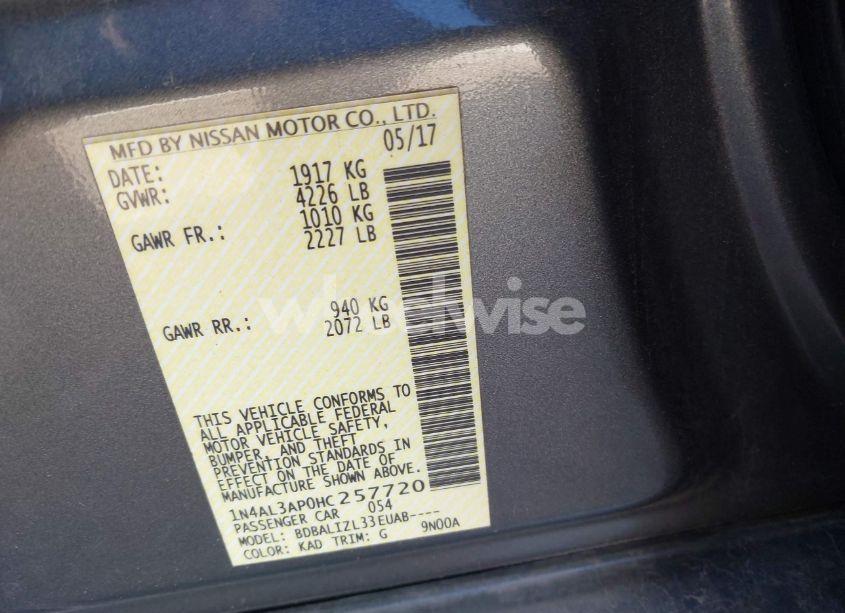 MFD BY NISSAN MOTOR CO., LTD.
DATE: 05/17
GVWR: 1917 KG
4226 LB
GAWR FR.: 1010 KG
2227 LB
GAWR RR.: 940 KG
2072 LB
THIS VEHICLE CONFORMS TO
ALL APPLICABLE FEDERAL
MOTOR VEHICLE SAFETY,
BUMPER, AND THEFT
PREVENTION STANDARDS IN
EFFECT ON THE DATE OF
MANUFACTURE SHOWN ABOVE.
1N4AL3AP0HC257720
PASSENGER CAR 054
MODEL: BDBALIZL33EUAB----
COLOR: KAD TRIM: G 9N00A
wheelwise